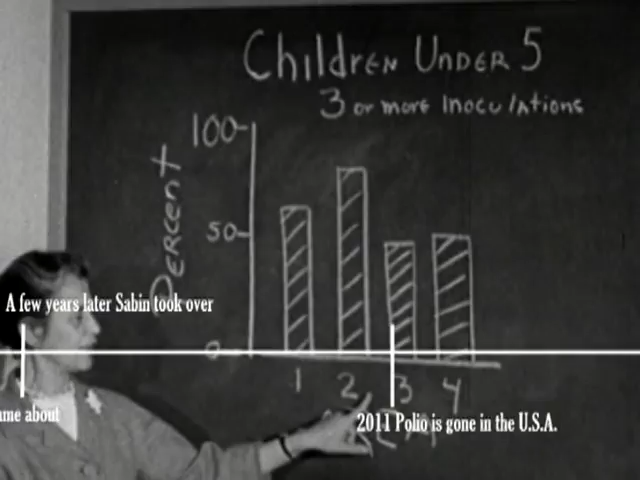 Children Under 5
3 or more Inoculations
100
Percent
50
0
1 2 3 4
A few years later Sabin took over
about
2011 Polio is gone in the U.S.A.